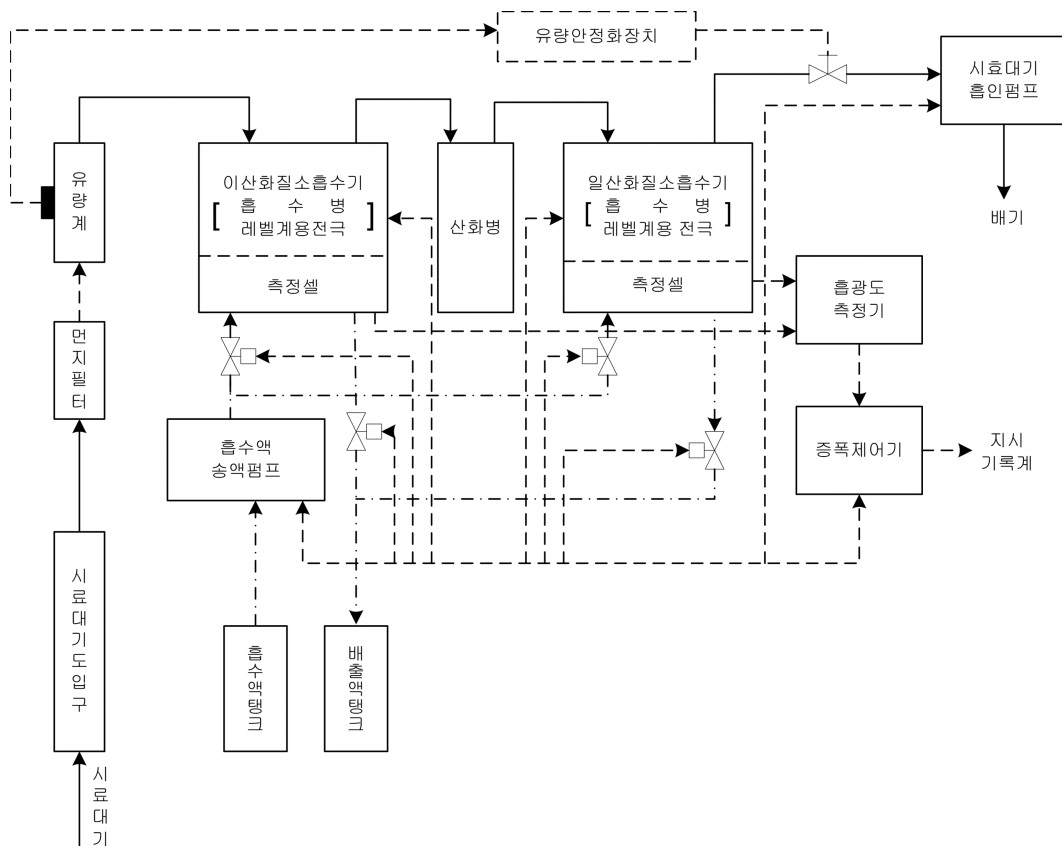 유량안정화장치
시효대기
흡인펌프
배기
유량계
이산화질소흡수기
[ 흡 수 병 ]
레벨계용전극
측정셀
산화병
일산화질소흡수기
[ 흡 수 병 ]
레벨계용 전극
측정셀
흡광도
측정기
먼지필터
흡수액
송액펌프
증폭제어기
지시
기록계
시료대기도입구
흡수액탱크
배출액탱크
시료대기